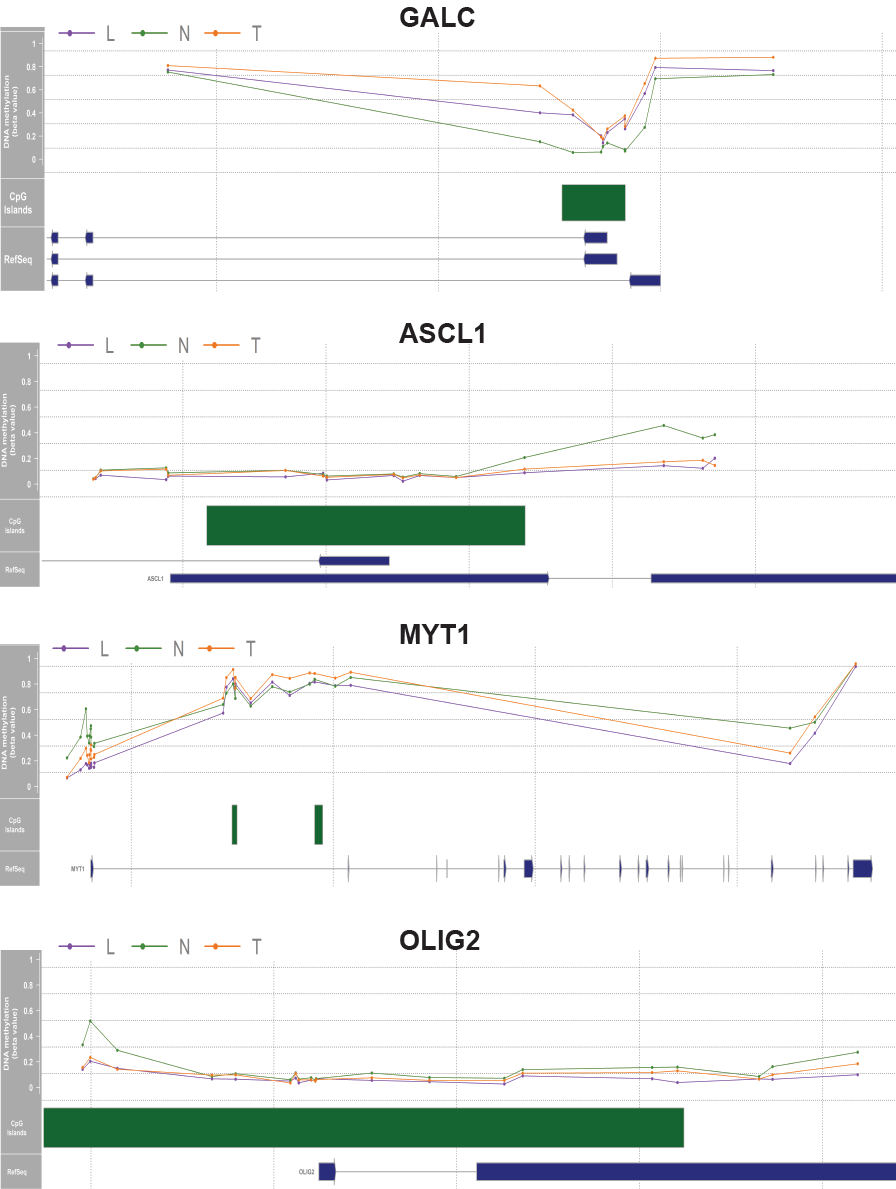 GALC
L N T
1
0.8
0.6
0.4
0.2
0
DNA methylation
(beta value)
CpG
Islands
RefSeq
ASCL1
L N T
1
0.8
0.6
0.4
0.2
0
DNA methylation
(beta value)
CpG
Islands
RefSeq
ASCL1
MYT1
L N T
1
0.8
0.6
0.4
0.2
0
DNA methylation
(beta value)
CpG
Islands
RefSeq
MYT1
OLIG2
L N T
1
0.8
0.6
0.4
0.2
0
DNA methylation
(beta value)
CpG
Islands
RefSeq
OLIG2